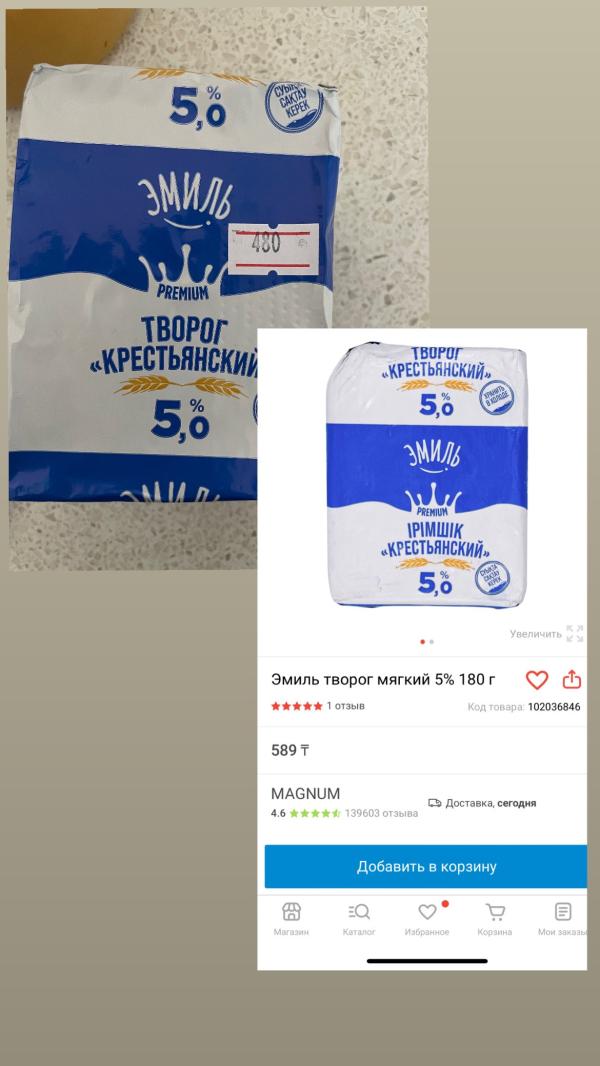 5,0%
СУЫҚТА
САҚТАУ
КЕРЕК
ЭМИЛЬ
480
PREMIUM
ТВОРОГ
«КРЕСТЬЯНСКИЙ
5,0%
ЭМИЛЬ
ТВОРОГ
«КРЕСТЬЯНСКИЙ»
5,0%
ХРАНИТЬ
В ХОЛОДЕ
ЭМИЛЬ
PREMIUM
ІРІМШІК
«КРЕСТЬЯНСКИЙ»
5,0%
СУЫҚТА
САҚТАУ
КЕРЕК
Увеличить
Эмиль творог мягкий 5% 180 г
1 отзыв
Код товара: 102036846
589 ₸
MAGNUM
4.6 139603 отзыва
Доставка, сегодня
Добавить в корзину
Магазин
Каталог
Избранное
Корзина
Мои заказы